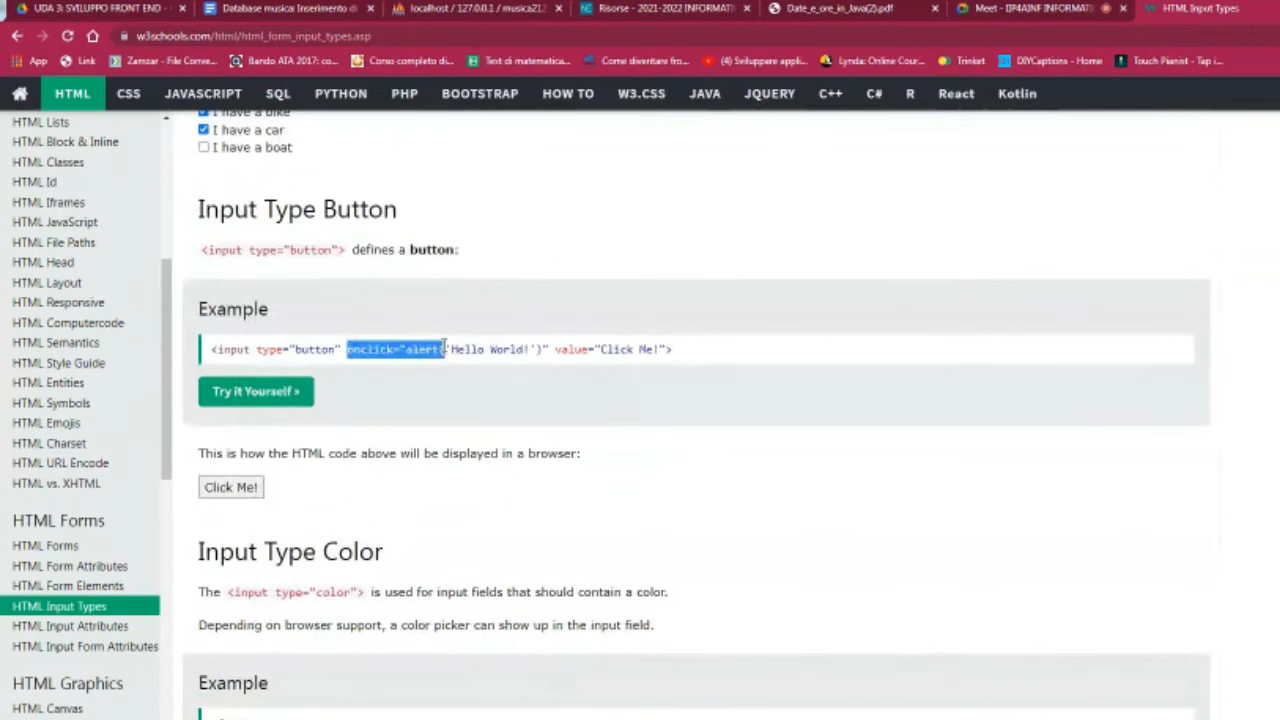 UDA 3: SVILUPPO FRONT END -
Database musica: Inserimento di
localhost / 127.0.0.1 / musica212
Risorse - 2021-2022 INFORMATI
Date_e_ore_in_Java(2).pdf
HTML Input Types
w3schools.com/html/html_form_input_types.asp
App
Link
Zamzar - File Conve...
Bando ATA 2017: co...
Corso completo di...
Test di matematica...
Come diventare fro...
(4) Sviluppare appli...
Lynda: Online Cour...
Trinket
DIYCaptions - Home
Touch Pianist - Tap i...
HTML
CSS
JAVASCRIPT
SQL
PYTHON
PHP
BOOTSTRAP
HOW TO
W3.CSS
JAVA
JQUERY
C++
C#
R
React
Kotlin
HTML Lists
HTML Block & Inline
HTML Classes
HTML Id
HTML Iframes
HTML JavaScript
HTML File Paths
HTML Head
HTML Layout
HTML Responsive
HTML Computercode
HTML Semantics
HTML Style Guide
HTML Entities
HTML Symbols
HTML Emojis
HTML Charset
HTML URL Encode
HTML vs. XHTML
HTML Forms
HTML Forms
HTML Form Attributes
HTML Form Elements
HTML Input Types
HTML Input Attributes
HTML Input Form Attributes
HTML Graphics
HTML Canvas
I have a bike
I have a car
I have a boat
Input Type Button
<input type="button"> defines a button:
Example
<input type="button" onclick="alert('Hello World!')" value="Click Me!">
Try it Yourself »
This is how the HTML code above will be displayed in a browser:
Click Me!
Input Type Color
The <input type="color"> is used for input fields that should contain a color.
Depending on browser support, a color picker can show up in the input field.
Example